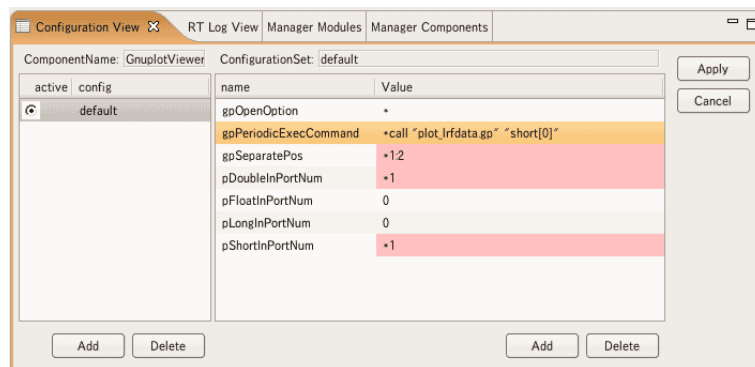 Configuration View RT Log View Manager Modules Manager Components
ComponentName: GnuplotViewer ConfigurationSet: default
Apply
Cancel
active config
default
name Value
gpOpenOption *
gpPeriodicExecCommand *call "plot_lrfdata.gp" "short[0]"
gpSeparatePos *1:2
pDoubleInPortNum *1
pFloatInPortNum 0
pLongInPortNum 0
pShortInPortNum *1
Add Delete Add Delete